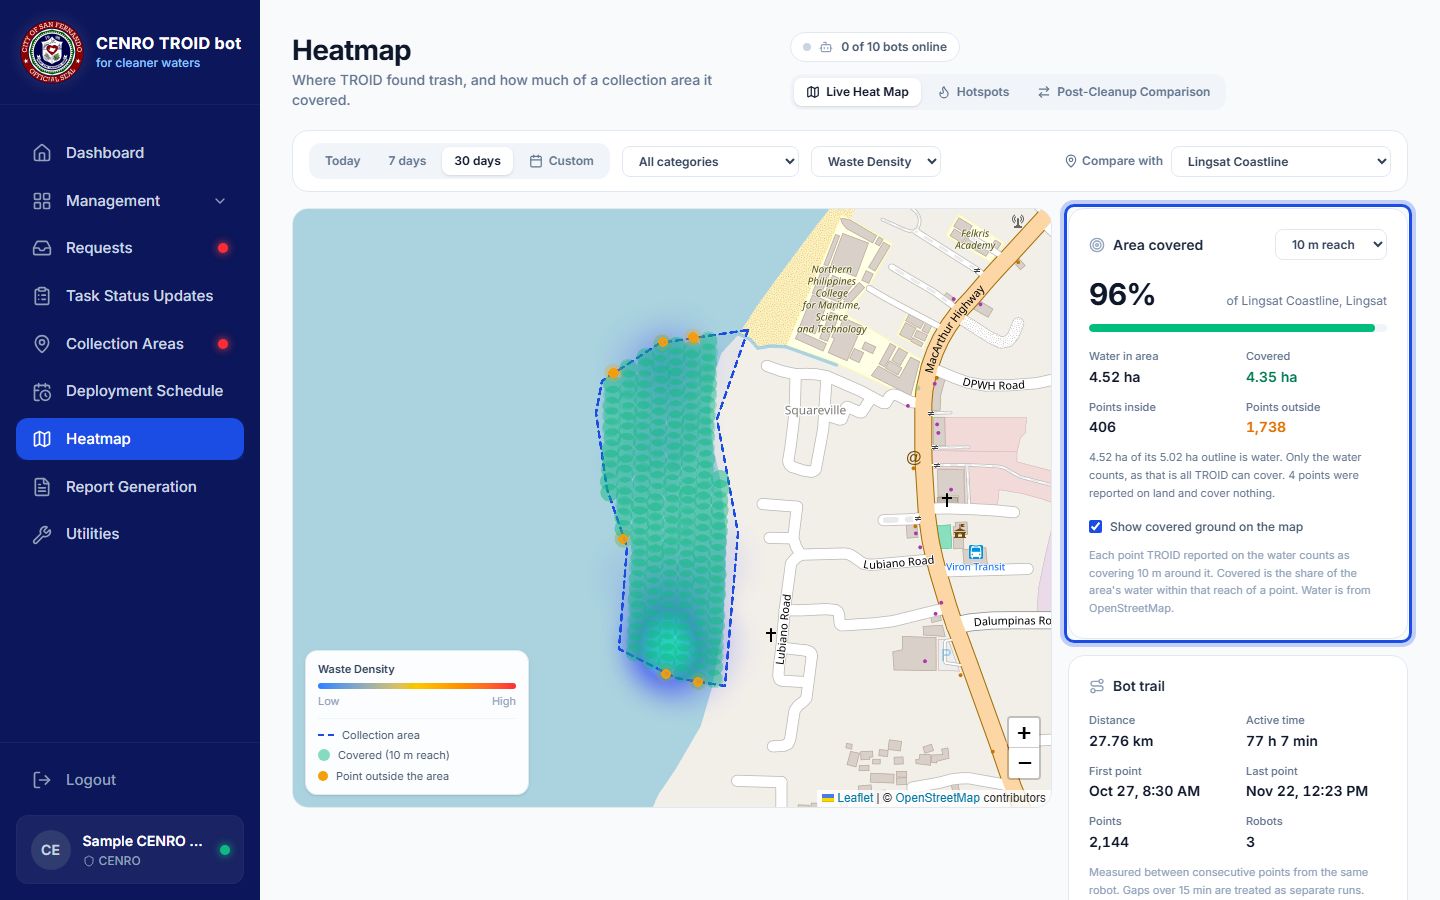 CITY OF SAN FERNANDO
OFFICIAL SEAL
CENRO TROID bot
for cleaner waters
Dashboard
Management
Requests
Task Status Updates
Collection Areas
Deployment Schedule
Heatmap
Report Generation
Utilities
Logout
CE
Sample CENRO ...
CENRO
Heatmap
Where TROID found trash, and how much of a collection area it
covered.
0 of 10 bots online
Live Heat Map
Hotspots
Post-Cleanup Comparison
Today
7 days
30 days
Custom
All categories
Waste Density
Compare with
Lingsat Coastline
Felkris
Academy
Northern
Philippines
College
for Maritime,
Science
and Technology
MacArthur Highway
DPWH Road
Squareville
@
Lubiano Road
Viron Transit
Lubiano Road
Dalumpinas Ro
P
Waste Density
Low
High
Collection area
Covered (10 m reach)
Point outside the area
+
−
Leaflet | © OpenStreetMap contributors
Area covered
10 m reach
96%
of Lingsat Coastline, Lingsat
Water in area
Covered
4.52 ha
4.35 ha
Points inside
Points outside
406
1,738
4.52 ha of its 5.02 ha outline is water. Only the water
counts, as that is all TROID can cover. 4 points were
reported on land and cover nothing.
Show covered ground on the map
Each point TROID reported on the water counts as
covering 10 m around it. Covered is the share of the
area's water within that reach of a point. Water is from
OpenStreetMap.
Bot trail
Distance
Active time
27.76 km
77 h 7 min
First point
Last point
Oct 27, 8:30 AM
Nov 22, 12:23 PM
Points
Robots
2,144
3
Measured between consecutive points from the same
robot. Gaps over 15 min are treated as separate runs.